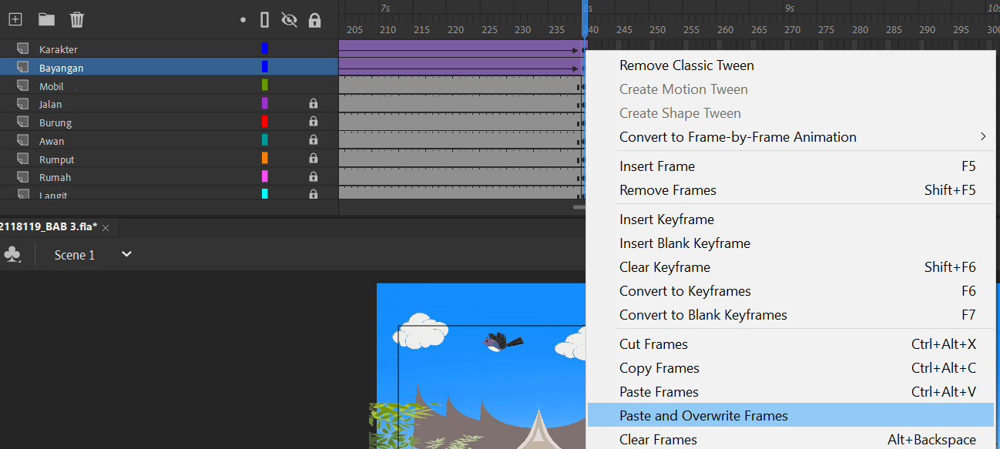 7s 8s 9s 10s
205 210 215 220 225 230 235 240 245 250 255 260 265 270 275 280 285 290 295 300
Karakter
Bayangan
Mobil
Jalan
Burung
Awan
Rumput
Rumah
Langit
2118119_BAB 3.fla*
Scene 1
Remove Classic Tween
Create Motion Tween
Create Shape Tween
Convert to Frame-by-Frame Animation
Insert Frame F5
Remove Frames Shift+F5
Insert Keyframe
Insert Blank Keyframe
Clear Keyframe Shift+F6
Convert to Keyframes F6
Convert to Blank Keyframes F7
Cut Frames Ctrl+Alt+X
Copy Frames Ctrl+Alt+C
Paste Frames Ctrl+Alt+V
Paste and Overwrite Frames
Clear Frames Alt+Backspace